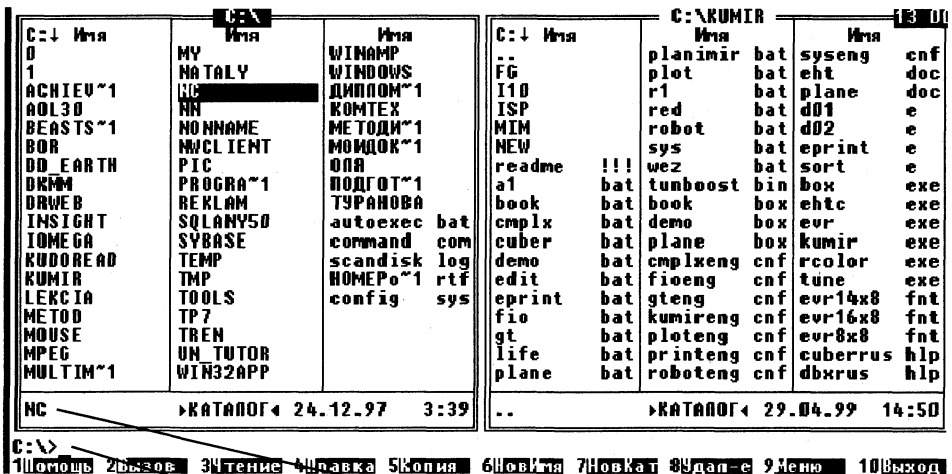 C:\ C:\KUMIR
C:↓ Имя Имя Имя C:↓ Имя Имя Имя
0 MY WINAMP .. planimir bat syseng cnf
1 NATALY WINDOWS FG plot bat eht doc
ACHIEV~1 NC ДИПЛОМ~1 I10 r1 bat plane doc
AOL30 NN KOMTEX ISP red bat d01 e
BEASTS~1 NONNAME МЕТОДИ~1 MIM robot bat d02 e
BOR NWCLIENT МОИДОК~1 NEW sys bat eprint e
DD_EARTH PIC ОЛЯ readme !!! wez bat sort e
DKMM PROGRA~1 ПОДГОТ~1 a1 bat tunboost bin box exe
DRWEB REKLAM ТУРАНОВА book bat book box ehtc exe
INSIGHT SQLANY50 autoexec bat cmplx bat demo box evr exe
IOMEGA SYBASE command com cuber bat plane box kumir exe
KUDOREAD TEMP scandisk log demo bat cmplxeng cnf rcolor exe
KUMIR TMP НОМЕРо~1 rtf edit bat fioeng cnf tune exe
LEKCIA TOOLS config sys eprint bat gteng cnf evr14x8 fnt
METOD TP7 fio bat kumireng cnf evr16x8 fnt
MOUSE TREN gt bat ploteng cnf evr8x8 fnt
MPEG UN_TUTOR life bat printeng cnf cuberrus hlp
MULTIM~1 WIN32APP plane bat roboteng cnf dbxrus hlp
NC ►КАТАЛОГ◄ 24.12.97 3:39 .. ►КАТАЛОГ◄ 29.04.99 14:50
C:\>_
1Помощь 2Вызов 3Чтение 4Правка 5Копия 6НовИмя 7НовКат 8Удал-е 9Меню 10Выход